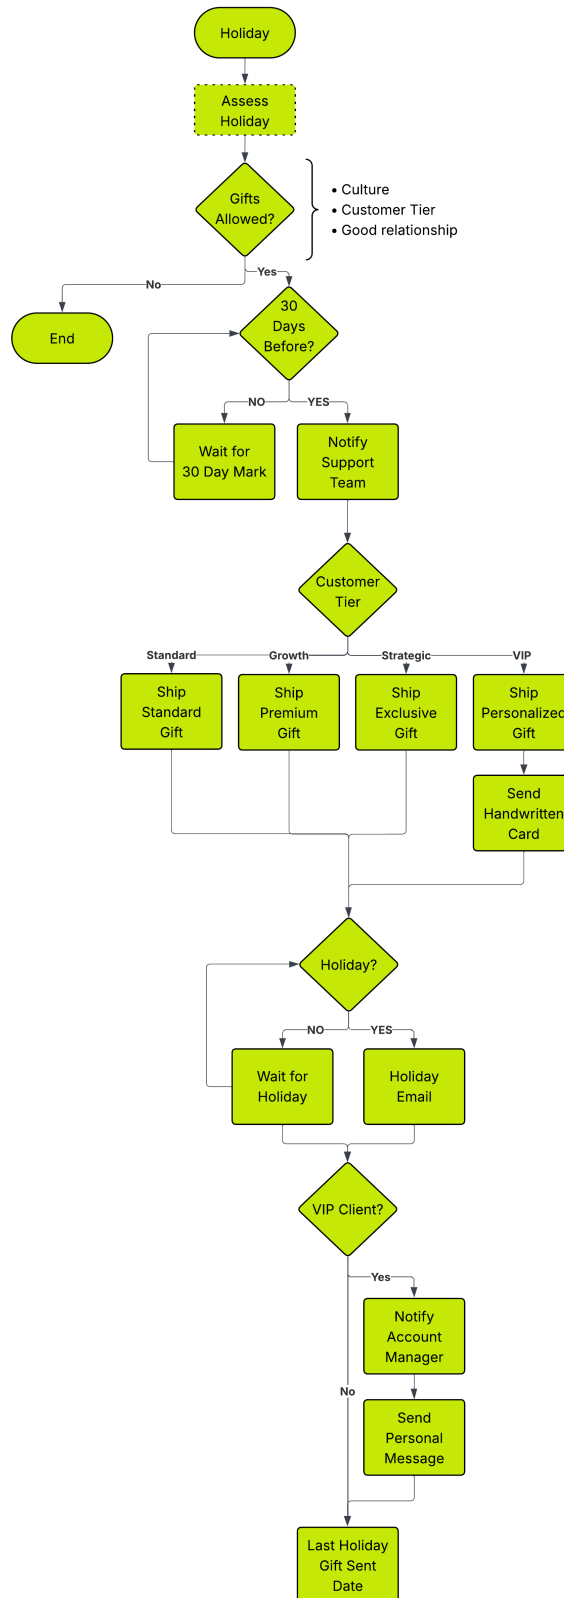 Holiday
Assess
Holiday
Gifts
Allowed?
• Culture
• Customer Tier
• Good relationship
No
Yes
End
30
Days
Before?
NO
YES
Wait for
30 Day Mark
Notify
Support
Team
Customer
Tier
Standard
Growth
Strategic
VIP
Ship
Standard
Gift
Ship
Premium
Gift
Ship
Exclusive
Gift
Ship
Personalized
Gift
Send
Handwritten
Card
Holiday?
NO
YES
Wait for
Holiday
Holiday
Email
VIP Client?
Yes
Notify
Account
Manager
No
Send
Personal
Message
Last Holiday
Gift Sent
Date